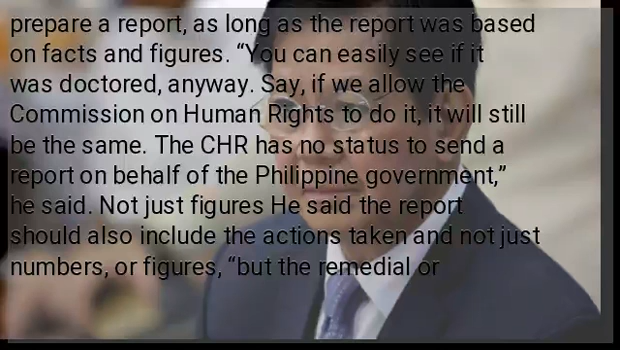 prepare a report, as long as the report was based
on facts and figures. “You can easily see if it
was doctored, anyway. Say, if we allow the
Commission on Human Rights to do it, it will still
be the same. The CHR has no status to send a
report on behalf of the Philippine government,”
he said. Not just figures He said the report
should also include the actions taken and not just
numbers, or figures, “but the remedial or